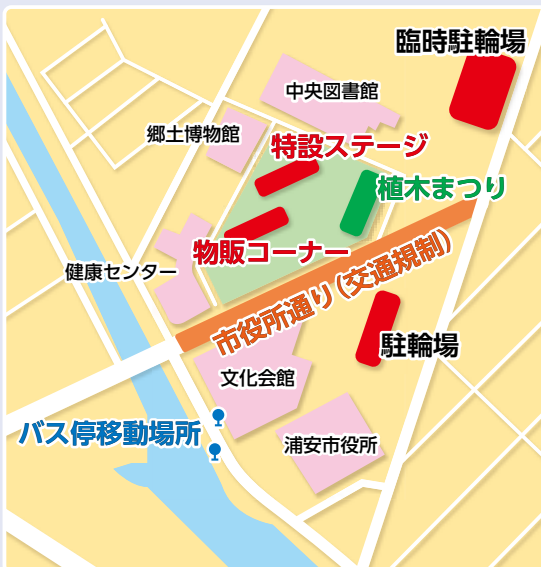 臨時駐輪場
中央図書館
郷土博物館
特設ステージ
植木まつり
物販コーナー
健康センター
市役所通り(交通規制)
駐輪場
文化会館
バス停移動場所
浦安市役所